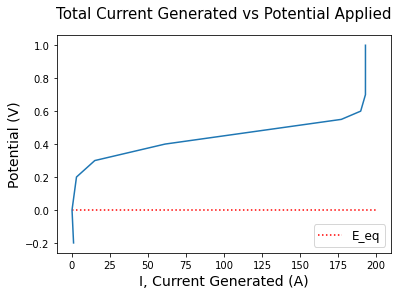 Total Current Generated vs Potential Applied
Potential (V)
1.0
0.8
0.6
0.4
0.2
0.0
−0.2
E_eq
0 25 50 75 100 125 150 175 200
I, Current Generated (A)